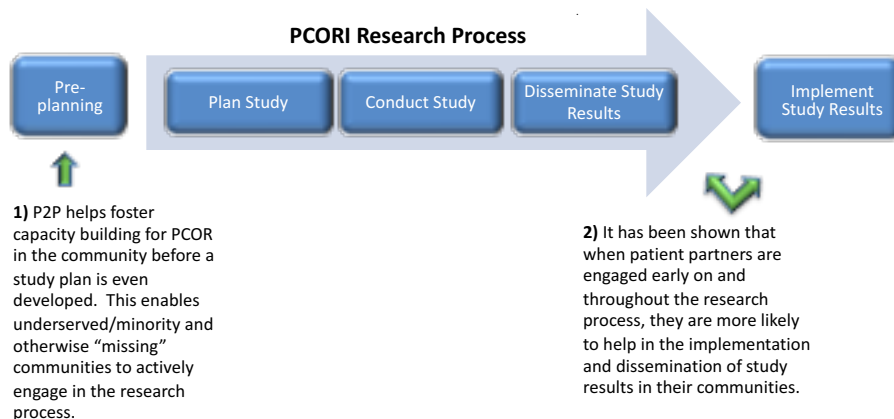 PCORI Research Process
Pre-
planning
Plan Study
Conduct Study
Disseminate Study
Results
Implement
Study Results
1) P2P helps foster
capacity building for PCOR
in the community before a
study plan is even
developed.  This enables
underserved/minority and
otherwise “missing”
communities to actively
engage in the research
process.
2) It has been shown that
when patient partners are
engaged early on and
throughout the research
process, they are more likely
to help in the implementation
and dissemination of study
results in their communities.